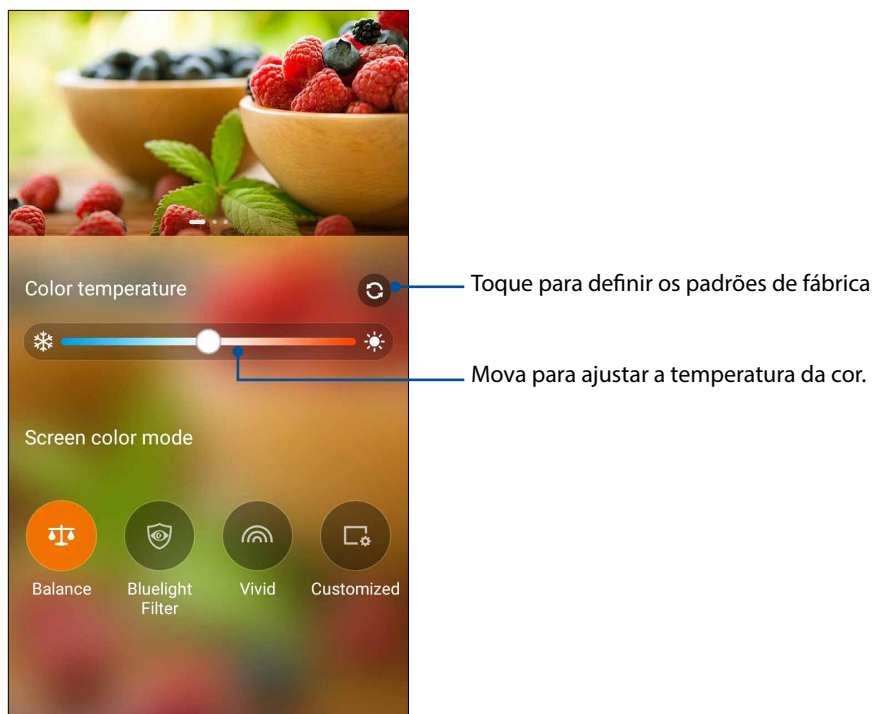 Color temperature
Toque para definir os padrões de fábrica
Mova para ajustar a temperatura da cor.
Screen color mode
Balance
Bluelight
Filter
Vivid
Customized